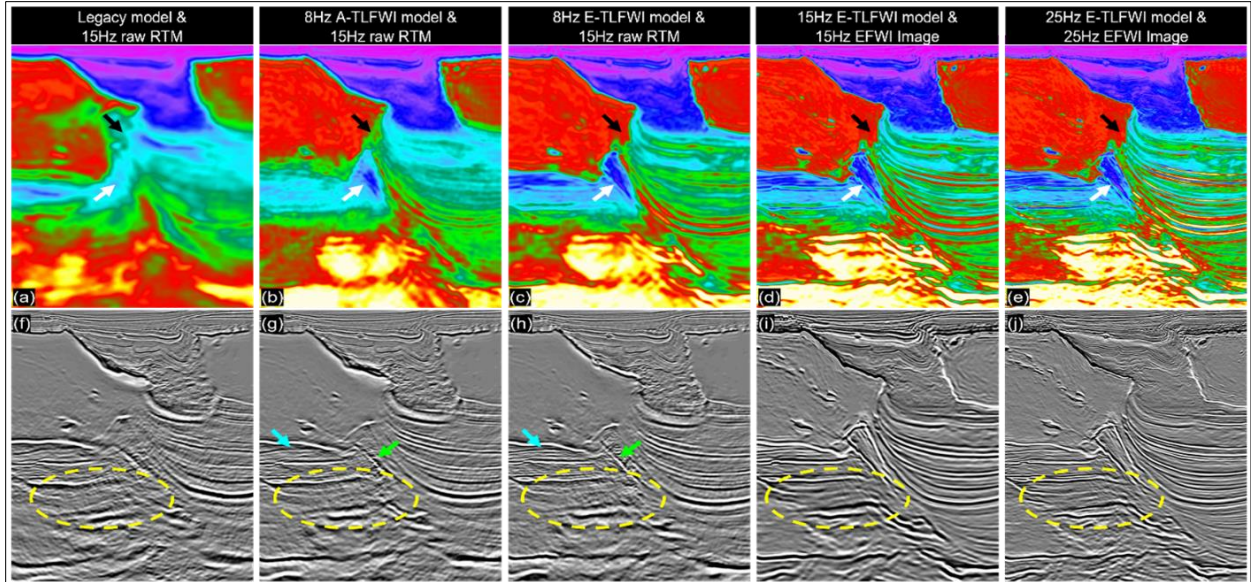 Legacy model &
15Hz raw RTM
8Hz A-TLFWI model &
15Hz raw RTM
8Hz E-TLFWI model &
15Hz raw RTM
15Hz E-TLFWI model &
15Hz EFWI Image
25Hz E-TLFWI model &
25Hz EFWI Image
(a)
(b)
(c)
(d)
(e)
(f)
(g)
(h)
(i)
(j)